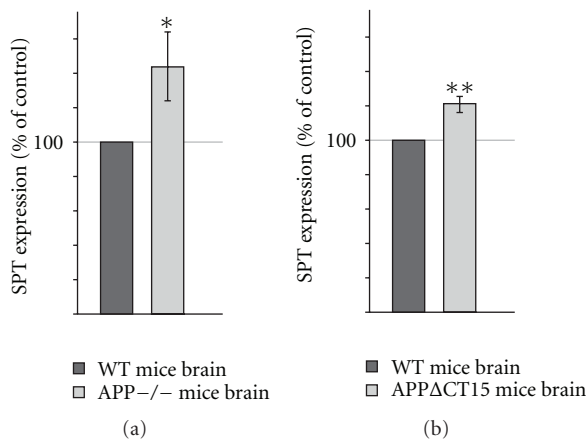 SPT expression (% of control)
100
*
WT mice brain
APP−/− mice brain
(a)
SPT expression (% of control)
100
**
WT mice brain
APPΔCT15 mice brain
(b)